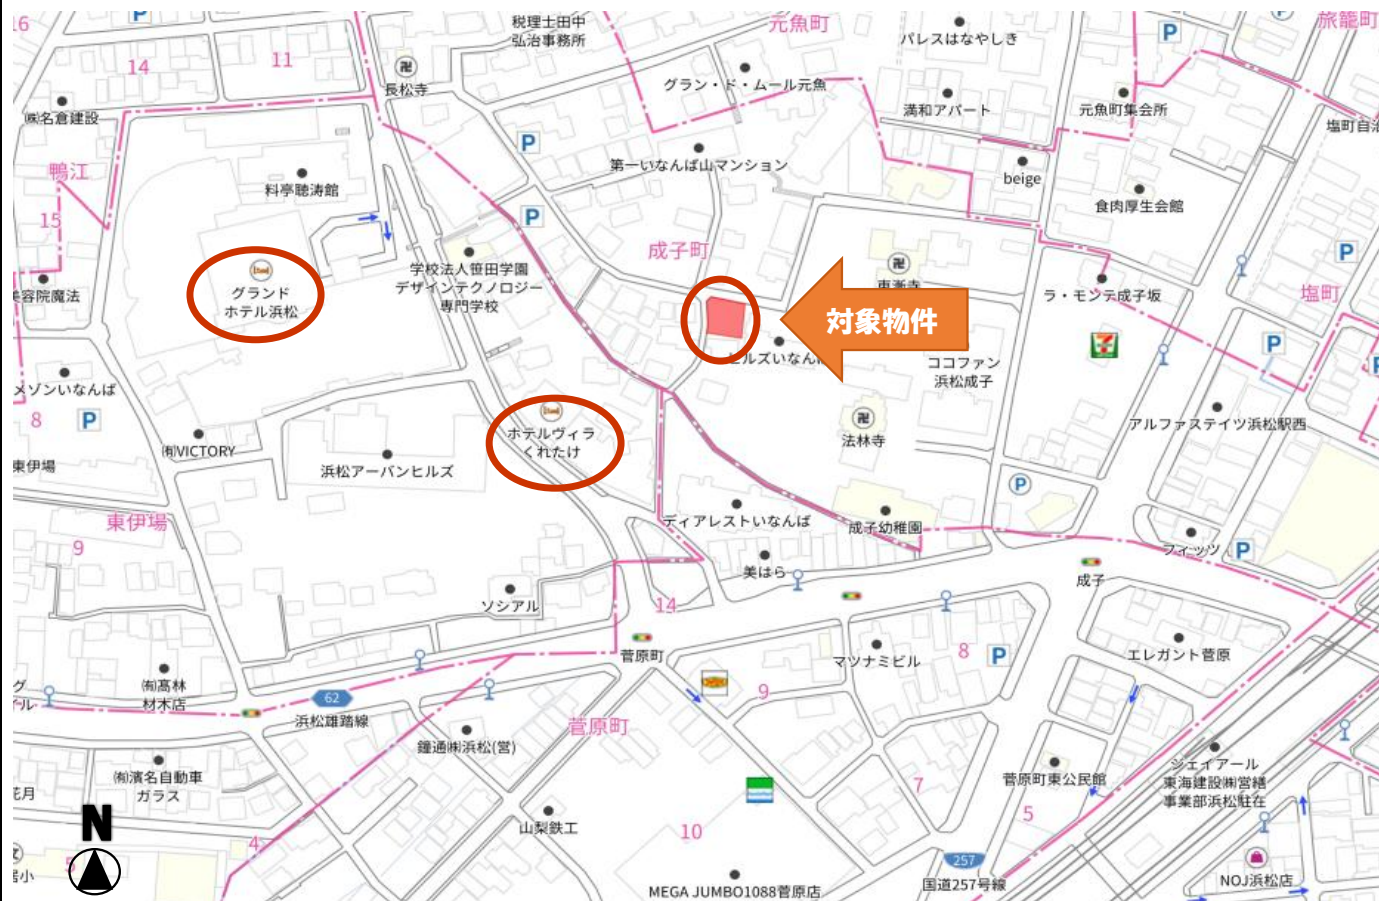 16
P
税理士田中
弘治事務所
元魚町
パレスはなやしき
P
P
旅籠町
14
11
卍
長松寺
グラン・ド・ムール元魚
満和アパート
元魚町集会所
㈱名倉建設
塩町自治
P
第一いなんば山マンション
beige
鴨江
料亭聴涛館
食肉厚生会館
15
P
成子町
P
学校法人笹田学園
デザインテクノロジー
専門学校
卍
東漸寺
美容院魔法
グランド
ホテル浜松
ラ・モンテ成子坂
塩町
対象物件
ヒルズいなんば
ココファン
浜松成子
7
P
P
メゾンいなんば
8
P
卍
法林寺
アルファステイツ浜松駅西
㈲VICTORY
浜松アーバンヒルズ
ホテルヴィラ
くれたけ
東伊場
P
東伊場
9
ディアレストいなんば
成子幼稚園
フィッツ
P
美はら
成子
ソシアル
14
菅原町
マツナミビル
8
P
エレガント菅原
㈲髙林
材木店
62
浜松雄踏線
9
菅原町
鐘通㈱浜松(営)
㈲濱名自動車
ガラス
7
菅原町東公民館
ジェイアール
東海建設㈱営繕
事業部浜松駐在
花月
5
N
4
山梨鉄工
10
5
257
国道257号線
NOJ浜松店
MEGA JUMBO1088菅原店